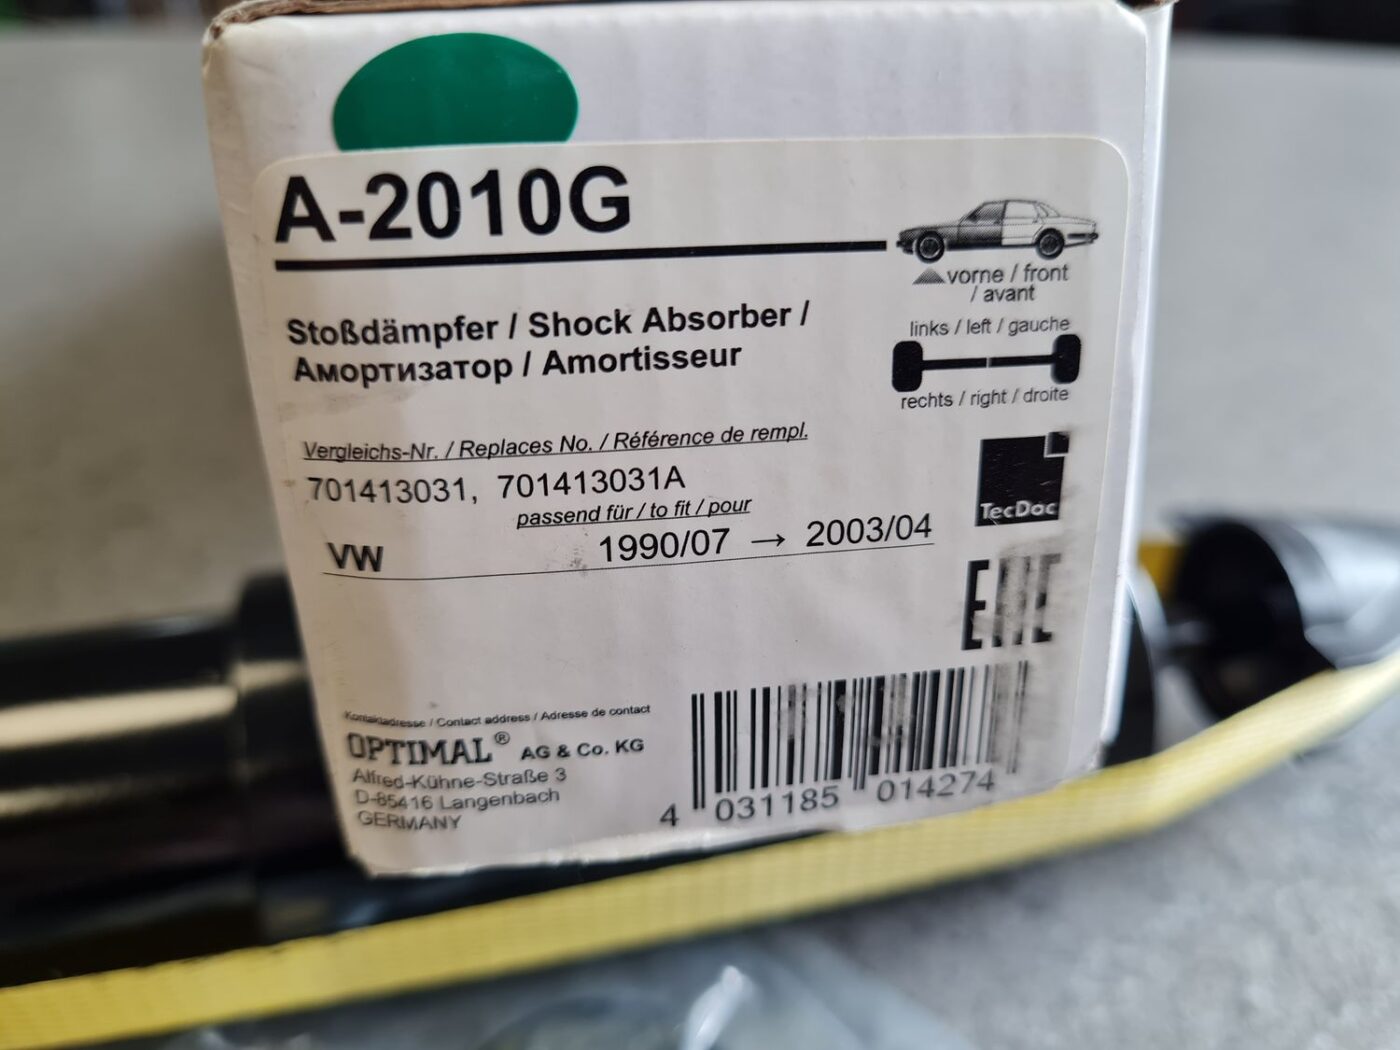 A-2010G
vorne / front
/ avant
Stoßdämpfer / Shock Absorber /
Амортизатор / Amortisseur
links / left / gauche
rechts / right / droite
Vergleichs-Nr. / Replaces No. / Référence de rempl.
701413031, 701413031A
passend für / to fit / pour
VW 1990/07 → 2003/04
TecDoc
EAC
Kontaktadresse / Contact address / Adresse de contact
OPTIMAL® AG & Co. KG
Alfred-Kühne-Straße 3
D-85416 Langenbach
GERMANY
4 031185 014274